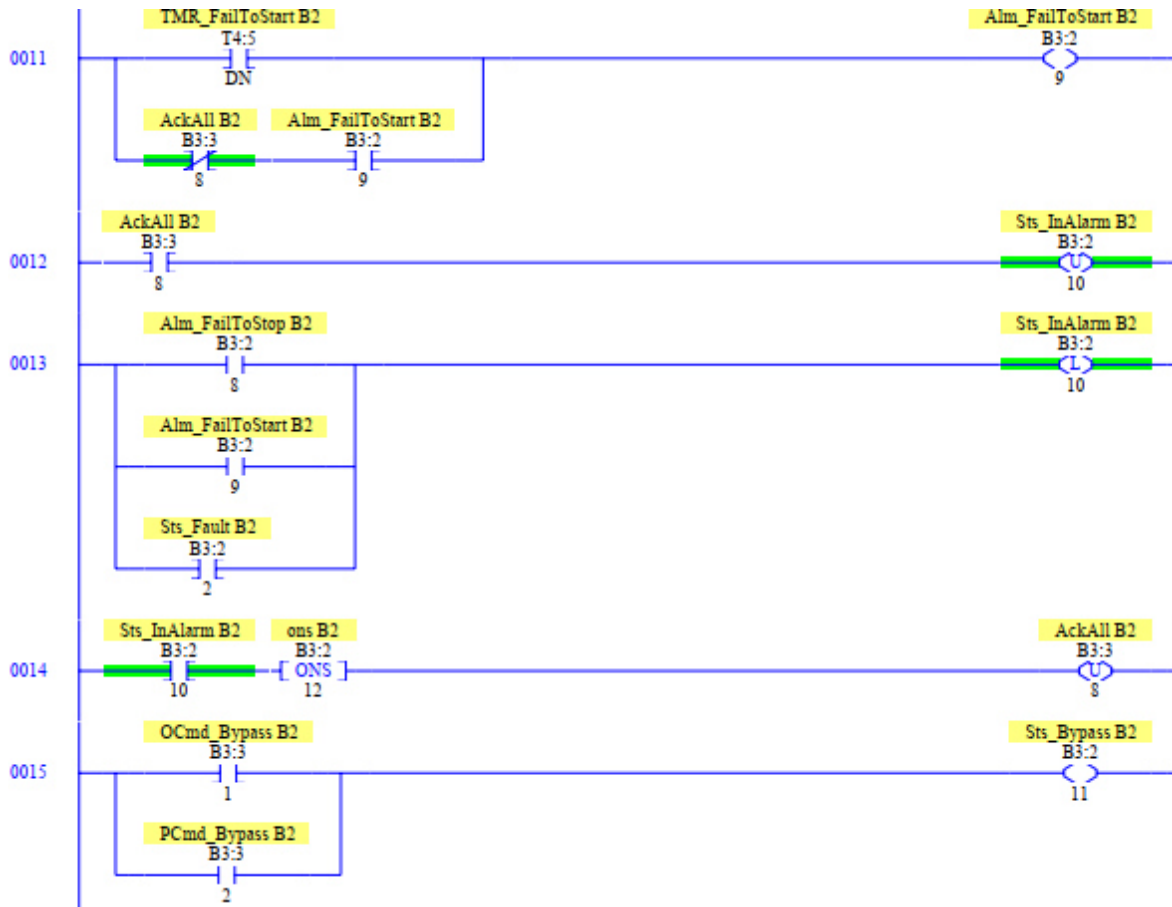 TMR_FailToStart B2
T4:5
DN
Alm_FailToStart B2
B3:2
9
0011
AckAll B2
B3:3
8
Alm_FailToStart B2
B3:2
9
AckAll B2
B3:3
8
Sts_InAlarm B2
B3:2
U
10
0012
Alm_FailToStop B2
B3:2
8
Sts_InAlarm B2
B3:2
L
10
0013
Alm_FailToStart B2
B3:2
9
Sts_Fault B2
B3:2
2
Sts_InAlarm B2
B3:2
10
ons B2
B3:2
ONS
12
AckAll B2
B3:3
U
8
0014
OCmd_Bypass B2
B3:3
1
Sts_Bypass B2
B3:2
11
0015
PCmd_Bypass B2
B3:3
2